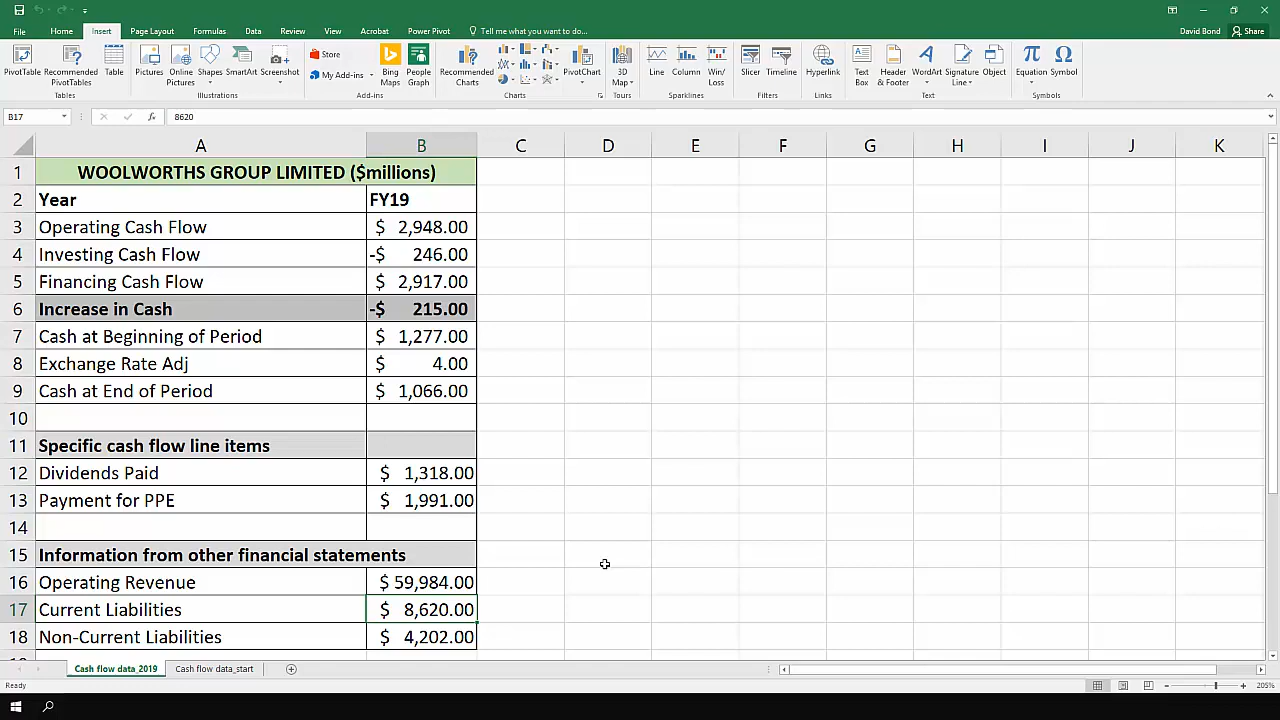 File Home Insert Page Layout Formulas Data Review View Acrobat Power Pivot Tell me what you want to do... David Bond Share
PivotTable Recommended PivotTables Table Pictures Online Pictures Shapes SmartArt Screenshot Store My Add-ins Bing Maps People Graph Recommended Charts PivotChart 3D Map Line Column Win/Loss Slicer Timeline Hyperlink Text Box Header & Footer WordArt Signature Line Object Equation Symbol
Tables Illustrations Add-ins Charts Tours Sparklines Filters Links Text Symbols
B17 fx 8620
A B C D E F G H I J K
1 WOOLWORTHS GROUP LIMITED ($millions)
2 Year FY19
3 Operating Cash Flow $ 2,948.00
4 Investing Cash Flow -$ 246.00
5 Financing Cash Flow $ 2,917.00
6 Increase in Cash -$ 215.00
7 Cash at Beginning of Period $ 1,277.00
8 Exchange Rate Adj $ 4.00
9 Cash at End of Period $ 1,066.00
10
11 Specific cash flow line items
12 Dividends Paid $ 1,318.00
13 Payment for PPE $ 1,991.00
14
15 Information from other financial statements
16 Operating Revenue $ 59,984.00
17 Current Liabilities $ 8,620.00
18 Non-Current Liabilities $ 4,202.00
Cash flow data_2019 Cash flow data_start
Ready 205%